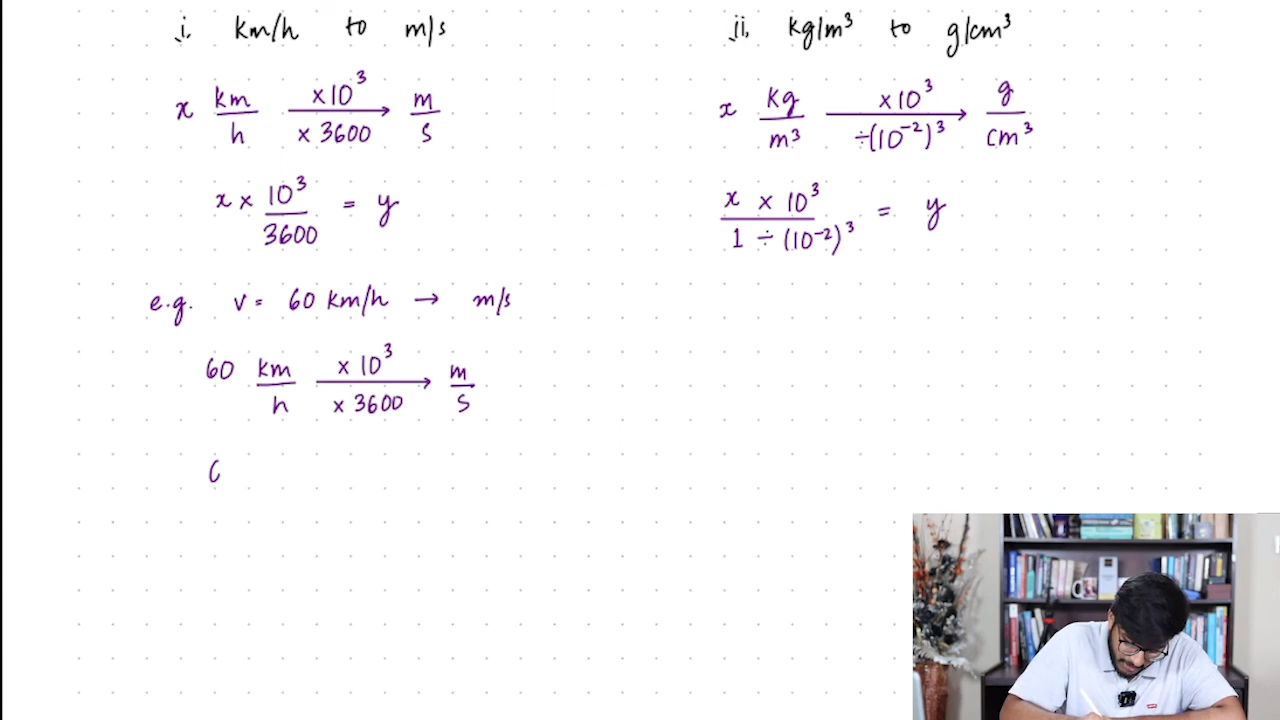 i. km/h to m/s
x km/h ×10³ / ×3600 → m/s
x × 10³/3600 = y
e.g. v = 60 km/h → m/s
60 km/h ×10³ / ×3600 → m/s
6
ii. kg/m³ to g/cm³
x kg/m³ ×10³ / ÷(10⁻²)³ → g/cm³
x × 10³ / 1 ÷ (10⁻²)³ = y